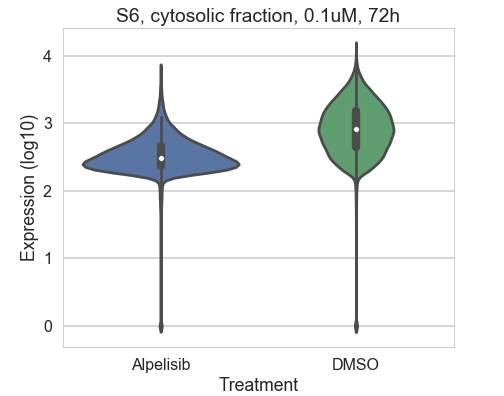 S6, cytosolic fraction, 0.1uM, 72h
Expression (log10)
4
3
2
1
0
Alpelisib
DMSO
Treatment